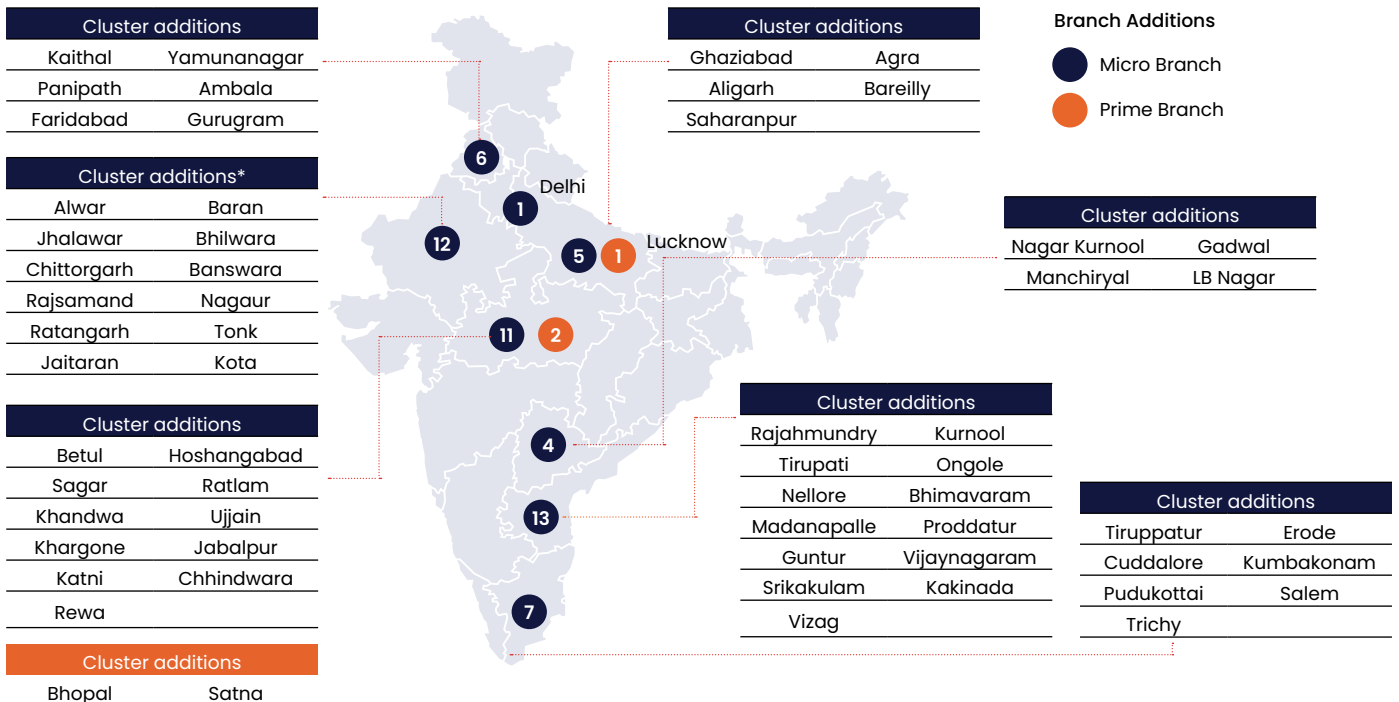 Cluster additions
Kaithal Yamunanagar
Panipath Ambala
Faridabad Gurugram
Cluster additions*
Alwar Baran
Jhalawar Bhilwara
Chittorgarh Banswara
Rajsamand Nagaur
Ratangarh Tonk
Jaitaran Kota
Cluster additions
Betul Hoshangabad
Sagar Ratlam
Khandwa Ujjain
Khargone Jabalpur
Katni Chhindwara
Rewa
Cluster additions
Bhopal Satna
6
1
Delhi
12
5
1
Lucknow
11
2
4
13
7
Cluster additions
Ghaziabad Agra
Aligarh Bareilly
Saharanpur
Branch Additions
Micro Branch
Prime Branch
Cluster additions
Nagar Kurnool Gadwal
Manchiryal LB Nagar
Cluster additions
Rajahmundry Kurnool
Tirupati Ongole
Nellore Bhimavaram
Madanapalle Proddatur
Guntur Vijaynagaram
Srikakulam Kakinada
Vizag
Cluster additions
Tiruppatur Erode
Cuddalore Kumbakonam
Pudukottai Salem
Trichy